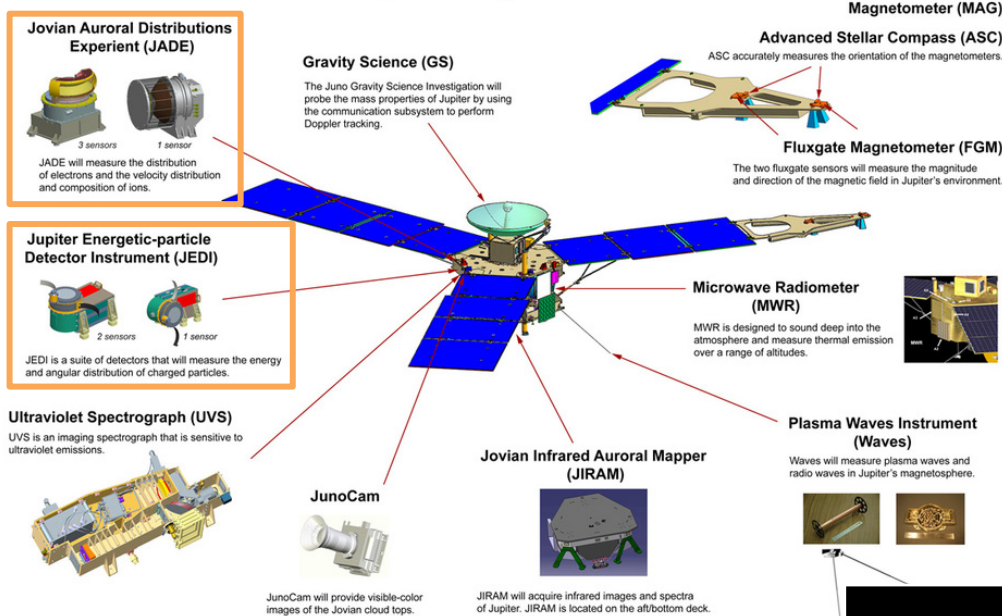 Jovian Auroral Distributions
Experient (JADE)
3 sensors
1 sensor
JADE will measure the distribution
of electrons and the velocity distribution
and composition of ions.
Gravity Science (GS)
The Juno Gravity Science Investigation will
probe the mass properties of Jupiter by using
the communication subsystem to perform
Doppler tracking.
Magnetometer (MAG)
Advanced Stellar Compass (ASC)
ASC accurately measures the orientation of the magnetometers.
Fluxgate Magnetometer (FGM)
The two fluxgate sensors will measure the magnitude
and direction of the magnetic field in Jupiter's environment.
Jupiter Energetic-particle
Detector Instrument (JEDI)
2 sensors
1 sensor
JEDI is a suite of detectors that will measure the energy
and angular distribution of charged particles.
Microwave Radiometer
(MWR)
MWR is designed to sound deep into the
atmosphere and measure thermal emission
over a range of altitudes.
MWR
Ultraviolet Spectrograph (UVS)
UVS is an imaging spectrograph that is sensitive to
ultraviolet emissions.
JunoCam
JunoCam will provide visible-color
images of the Jovian cloud tops.
Jovian Infrared Auroral Mapper
(JIRAM)
JIRAM will acquire infrared images and spectra
of Jupiter. JIRAM is located on the aft/bottom deck.
Plasma Waves Instrument
(Waves)
Waves will measure plasma waves and
radio waves in Jupiter's magnetosphere.